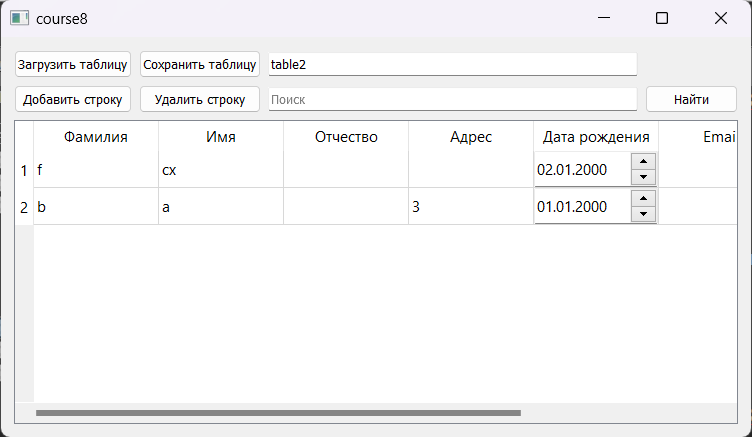 course8
Загрузить таблицу Сохранить таблицу table2
Добавить строку Удалить строку Поиск Найти
Фамилия Имя Отчество Адрес Дата рождения Emai
1 f cx 02.01.2000
2 b a 3 01.01.2000